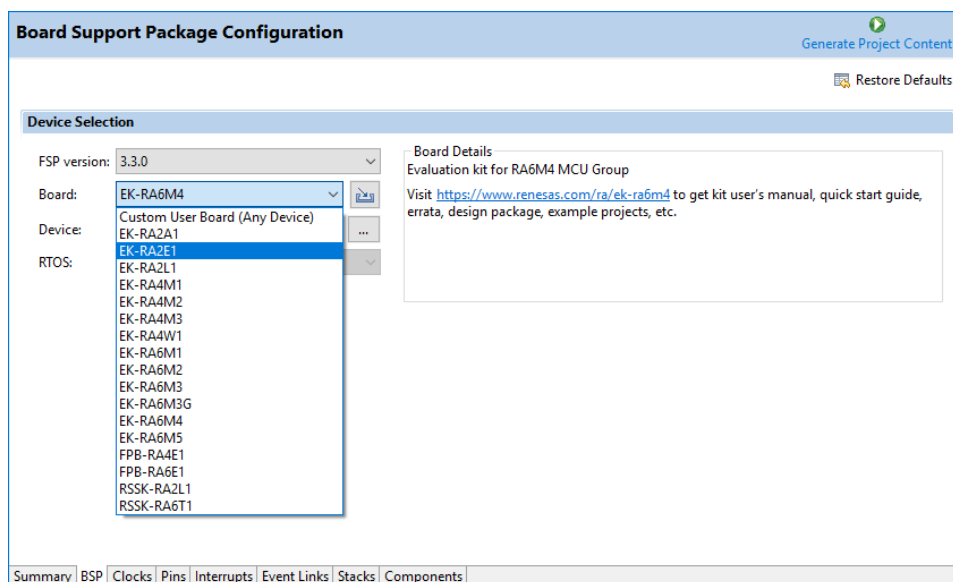 Board Support Package Configuration
Generate Project Content
Restore Defaults
Device Selection
FSP version: 3.3.0
Board: EK-RA6M4
Device: ...
RTOS:
Custom User Board (Any Device)
EK-RA2A1
EK-RA2E1
EK-RA2L1
EK-RA4M1
EK-RA4M2
EK-RA4M3
EK-RA4W1
EK-RA6M1
EK-RA6M2
EK-RA6M3
EK-RA6M3G
EK-RA6M4
EK-RA6M5
FPB-RA4E1
FPB-RA6E1
RSSK-RA2L1
RSSK-RA6T1
Board Details
Evaluation kit for RA6M4 MCU Group
Visit https://www.renesas.com/ra/ek-ra6m4 to get kit user's manual, quick start guide,
errata, design package, example projects, etc.
Summary BSP Clocks Pins Interrupts Event Links Stacks Components